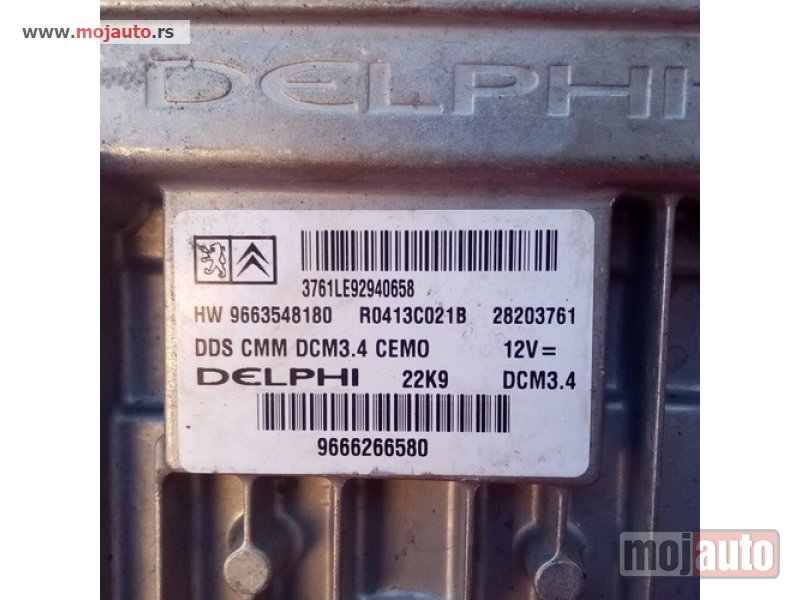 www.mojauto.rs
DELPHI
3761LE92940658
HW 9663548180 R0413C021B 28203761
DDS CMM DCM3.4 CEMO 12V=
DELPHI 22K9 DCM3.4
9666266580
mojauto